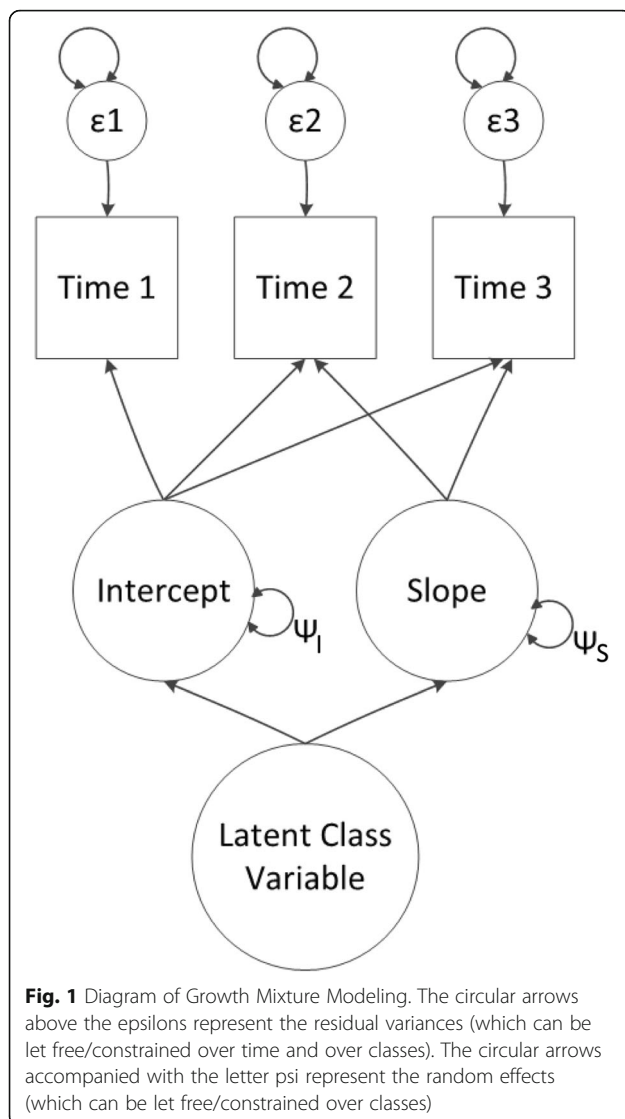 ε1 ε2 ε3
Time 1 Time 2 Time 3
Intercept Slope
Ψ_I Ψ_S
Latent Class
Variable
Fig. 1 Diagram of Growth Mixture Modeling. The circular arrows
above the epsilons represent the residual variances (which can be
let free/constrained over time and over classes). The circular arrows
accompanied with the letter psi represent the random effects
(which can be let free/constrained over classes)